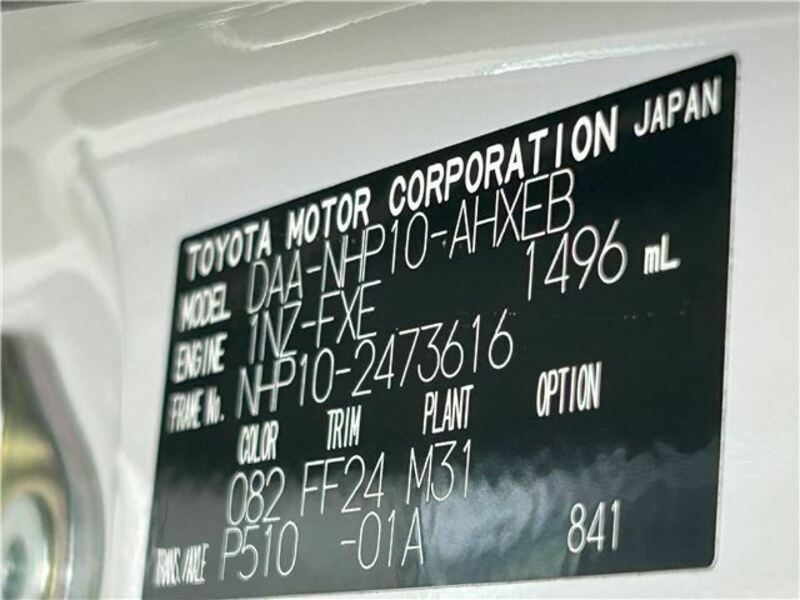 TOYOTA MOTOR CORPORATION JAPAN
MODEL DAA-NHP10-AHXEB
ENGINE 1NZ-FXE 1496 mL
FRAME No. NHP10-2473616
COLOR TRIM PLANT OPTION
082 FF24 M31
TRANS./AXLE P510 -01A 841